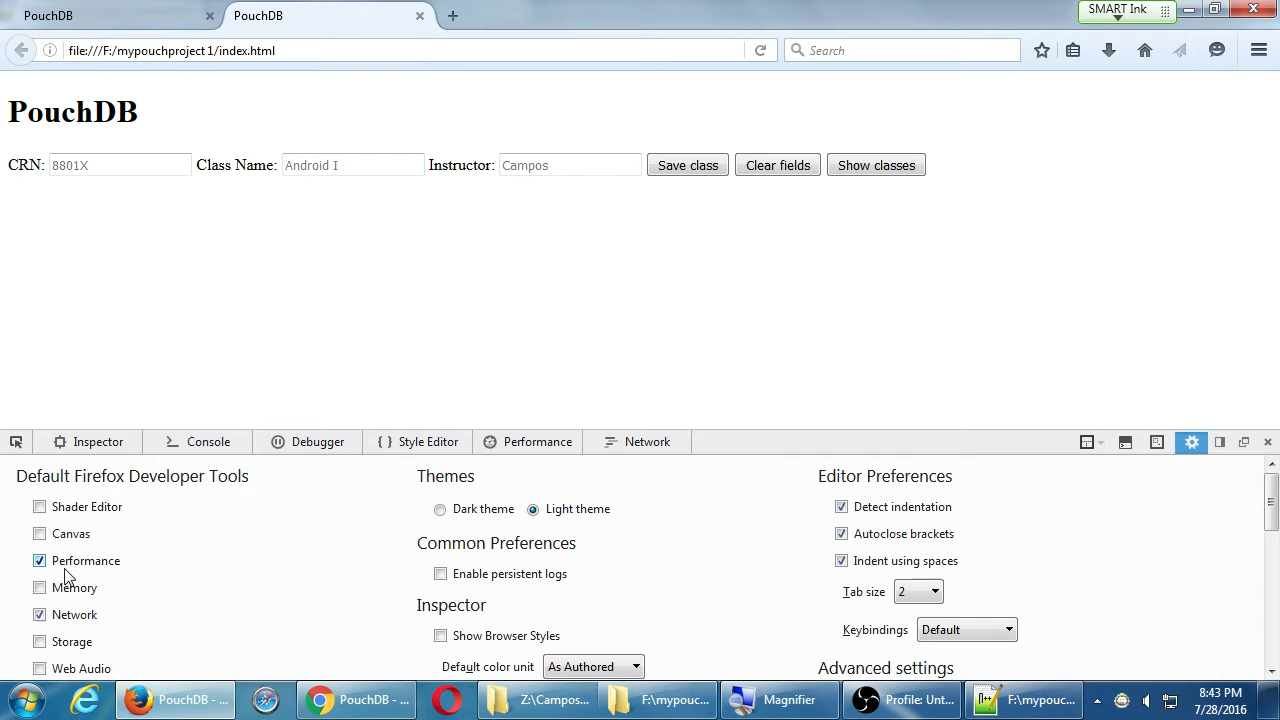 PouchDB
PouchDB
SMART Ink
file:///F:/mypouchproject1/index.html
Search
PouchDB
CRN: 8801X Class Name: Android I Instructor: Campos Save class Clear fields Show classes
Inspector Console Debugger Style Editor Performance Network
Default Firefox Developer Tools
Shader Editor
Canvas
Performance
Memory
Network
Storage
Web Audio
Themes
Dark theme Light theme
Common Preferences
Enable persistent logs
Inspector
Show Browser Styles
Default color unit As Authored
Editor Preferences
Detect indentation
Autoclose brackets
Indent using spaces
Tab size 2
Keybindings Default
Advanced settings
PouchDB - ... PouchDB - ... Z:\Campos... F:\mypouc... Magnifier Profile: Unt... F:\mypouc...
8:43 PM
7/28/2016